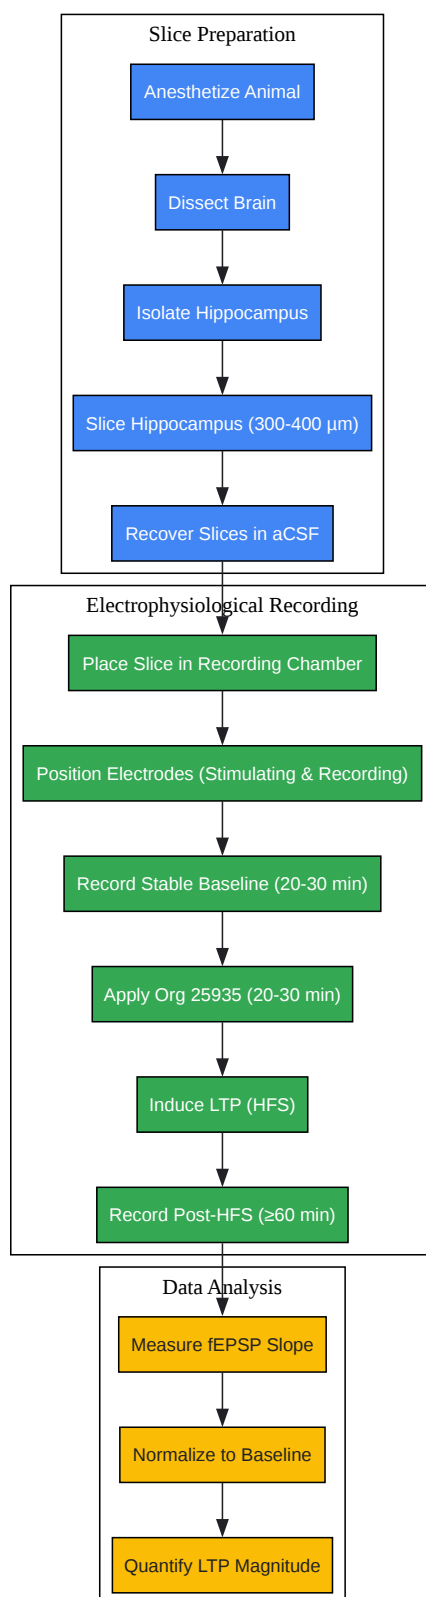 Slice Preparation
Anesthetize Animal
Dissect Brain
Isolate Hippocampus
Slice Hippocampus (300-400 µm)
Recover Slices in aCSF
Electrophysiological Recording
Place Slice in Recording Chamber
Position Electrodes (Stimulating & Recording)
Record Stable Baseline (20-30 min)
Apply Org 25935 (20-30 min)
Induce LTP (HFS)
Record Post-HFS (≥60 min)
Data Analysis
Measure fEPSP Slope
Normalize to Baseline
Quantify LTP Magnitude